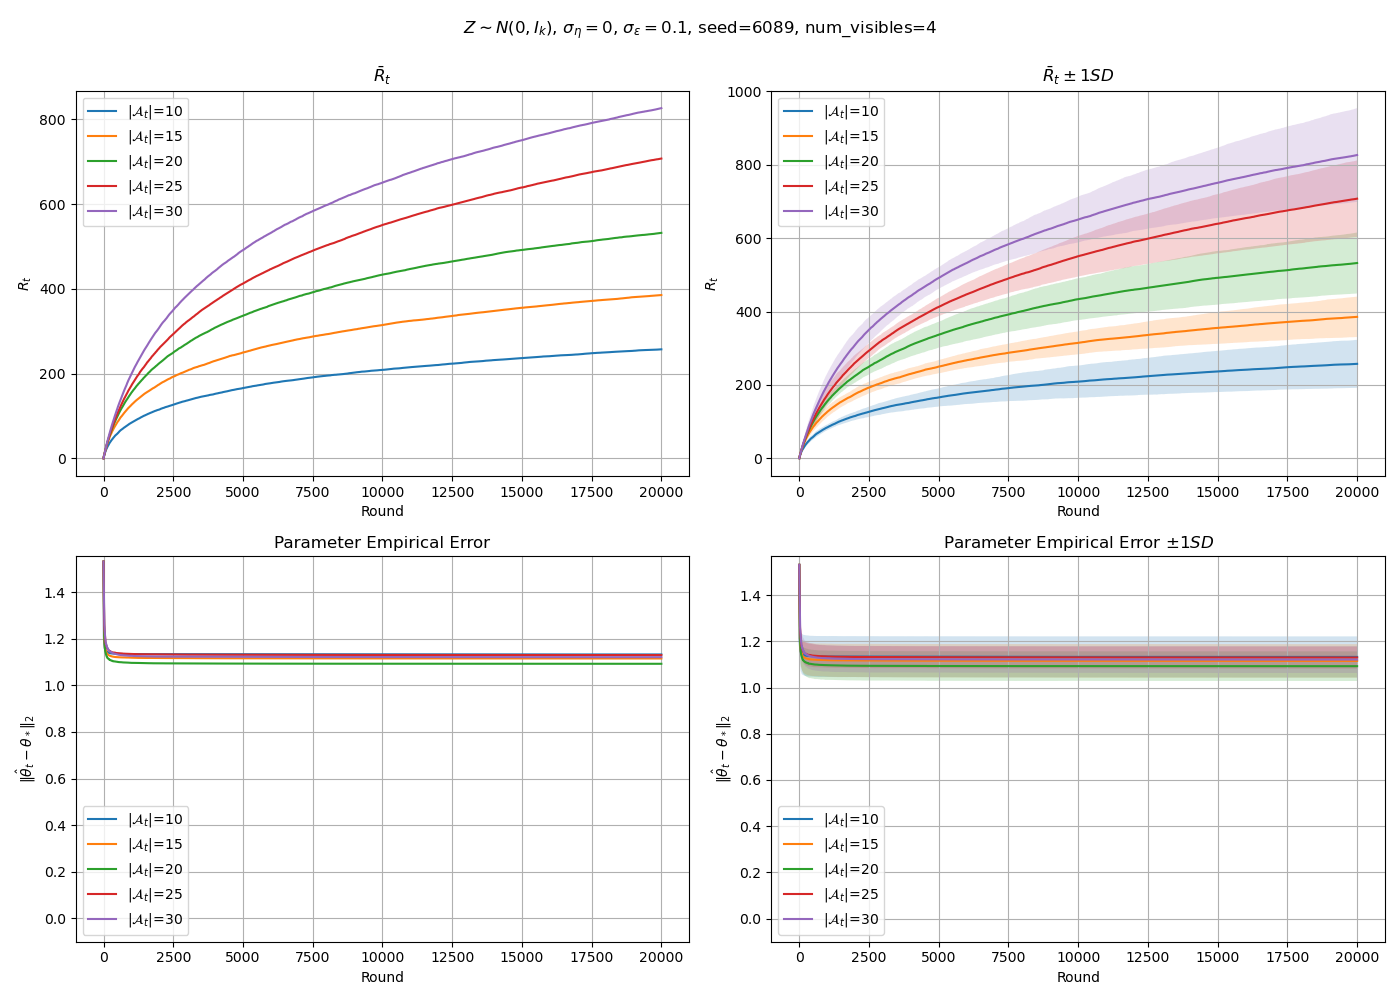 Z ~ N(0, I_k), σ_η = 0, σ_ε = 0.1, seed=6089, num_visibles=4
R̄_t
R_t
800
600
400
200
0
|𝒜_t|=10
|𝒜_t|=15
|𝒜_t|=20
|𝒜_t|=25
|𝒜_t|=30
0 2500 5000 7500 10000 12500 15000 17500 20000
Round
R̄_t ± 1SD
R_t
1000
800
600
400
200
0
|𝒜_t|=10
|𝒜_t|=15
|𝒜_t|=20
|𝒜_t|=25
|𝒜_t|=30
0 2500 5000 7500 10000 12500 15000 17500 20000
Round
Parameter Empirical Error
‖θ̂_t − θ_*‖_2
1.4
1.2
1.0
0.8
0.6
0.4
0.2
0.0
|𝒜_t|=10
|𝒜_t|=15
|𝒜_t|=20
|𝒜_t|=25
|𝒜_t|=30
0 2500 5000 7500 10000 12500 15000 17500 20000
Round
Parameter Empirical Error ±1SD
‖θ̂_t − θ_*‖_2
1.4
1.2
1.0
0.8
0.6
0.4
0.2
0.0
|𝒜_t|=10
|𝒜_t|=15
|𝒜_t|=20
|𝒜_t|=25
|𝒜_t|=30
0 2500 5000 7500 10000 12500 15000 17500 20000
Round